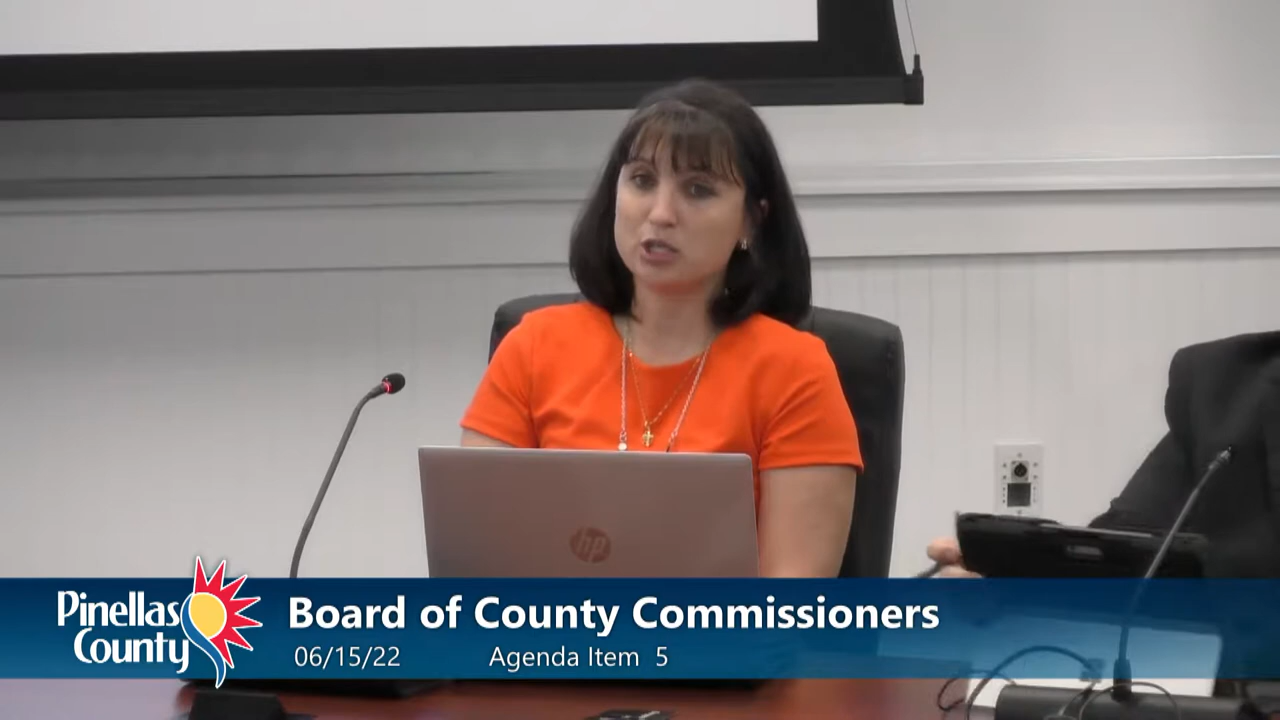 hp
Pinellas
County
Board of County Commissioners
06/15/22 Agenda Item 5